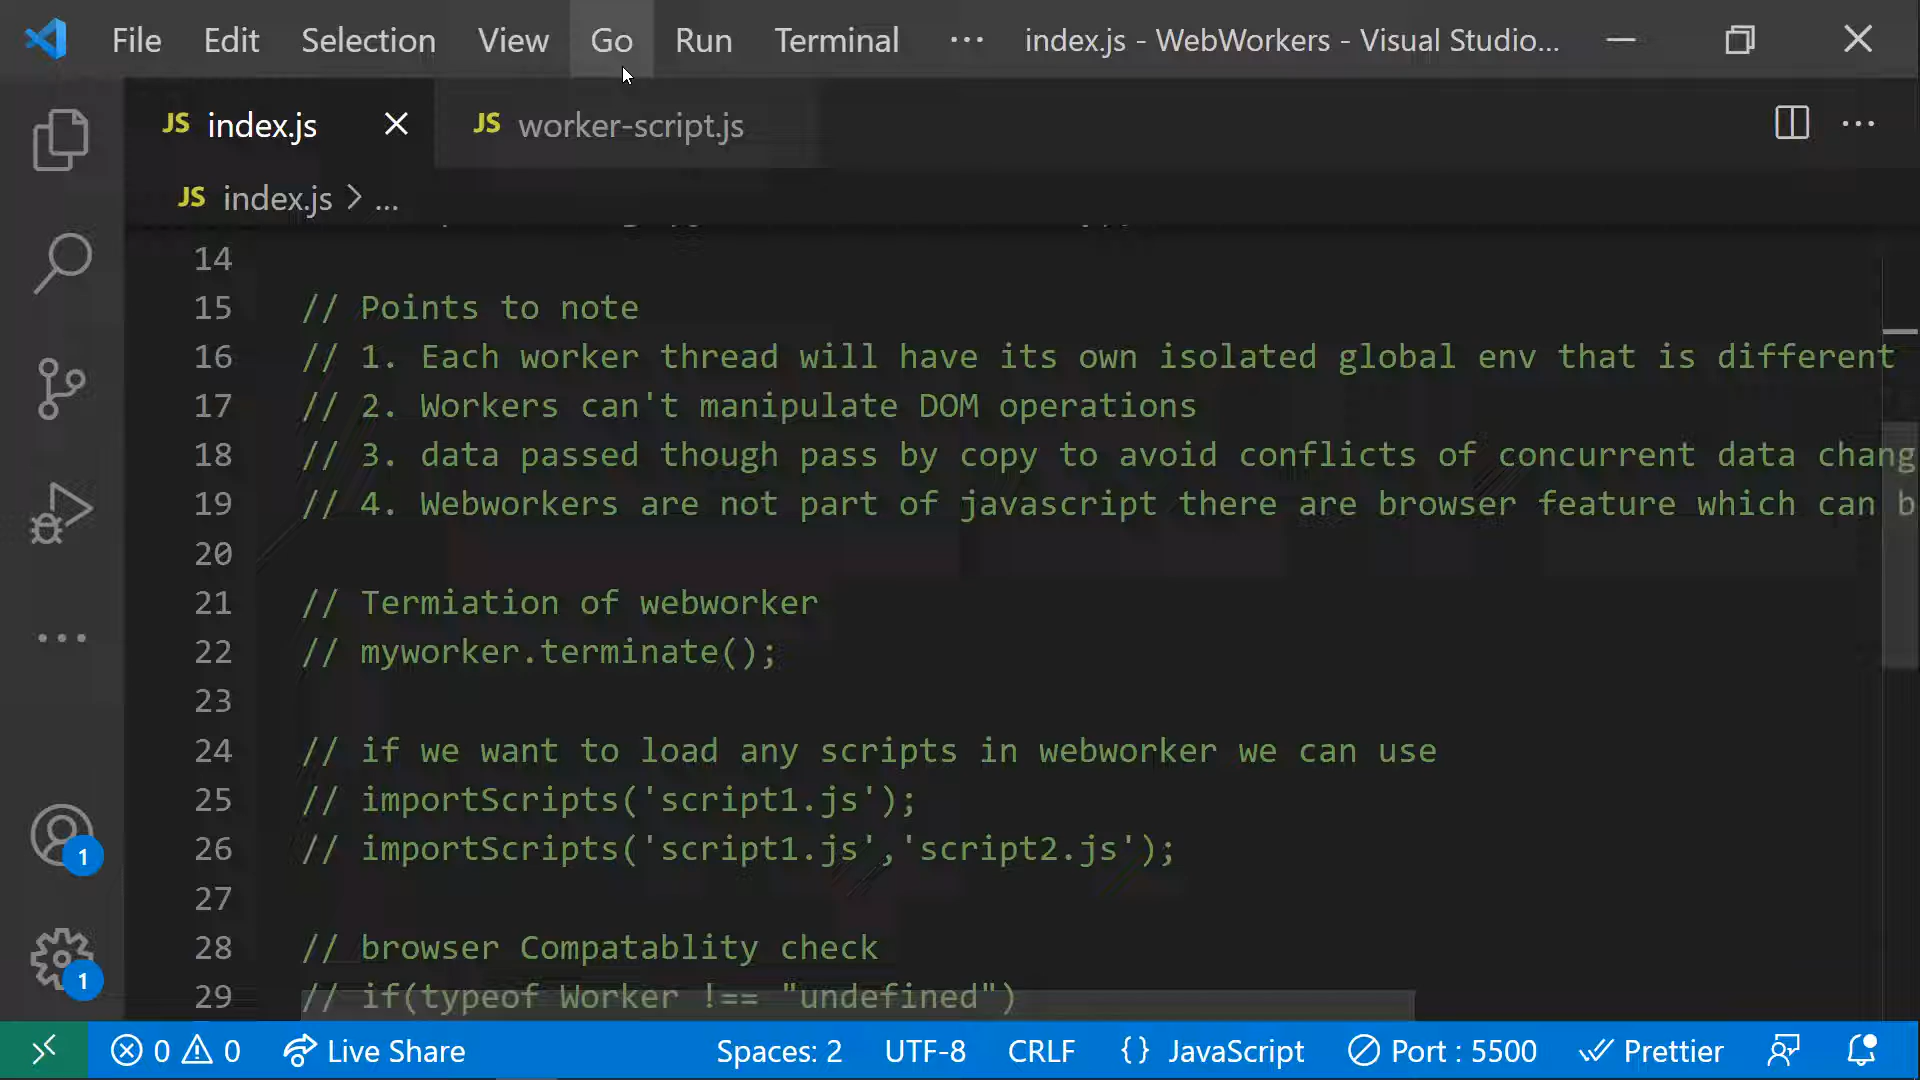 File Edit Selection View Go Run Terminal ··· index.js - WebWorkers - Visual Studio...
JS index.js JS worker-script.js
JS index.js > ...
14
15 // Points to note
16 // 1. Each worker thread will have its own isolated global env that is different
17 // 2. Workers can't manipulate DOM operations
18 // 3. data passed though pass by copy to avoid conflicts of concurrent data chang
19 // 4. Webworkers are not part of javascript there are browser feature which can b
20
21 // Termiation of webworker
22 // myworker.terminate();
23
24 // if we want to load any scripts in webworker we can use
25 // importScripts('script1.js');
26 // importScripts('script1.js','script2.js');
27
28 // browser Compatablity check
29 // if(typeof Worker !== "undefined")
1
1
0 0 Live Share Spaces: 2 UTF-8 CRLF {} JavaScript Port : 5500 Prettier